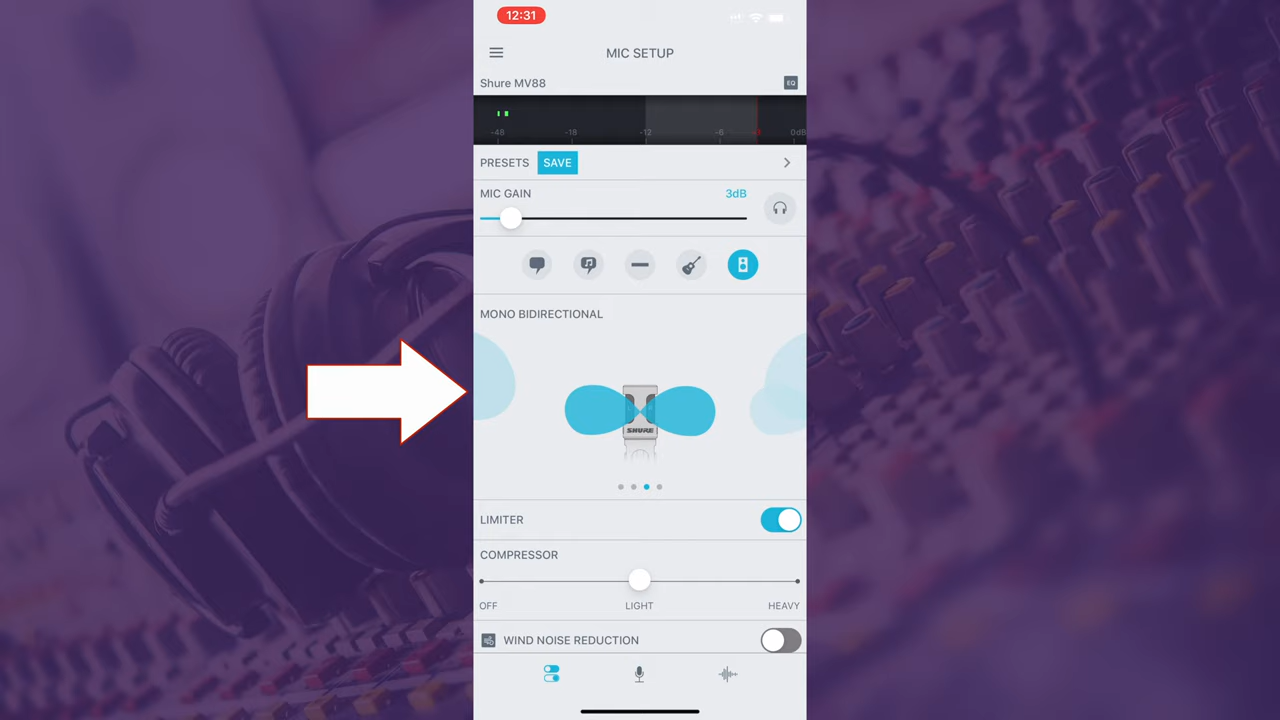 12:31
MIC SETUP
Shure MV88
EQ
-48 -18 -12 -6 -3 0dB
PRESETS SAVE
MIC GAIN 3dB
MONO BIDIRECTIONAL
SHURE
LIMITER
COMPRESSOR
OFF LIGHT HEAVY
WIND NOISE REDUCTION